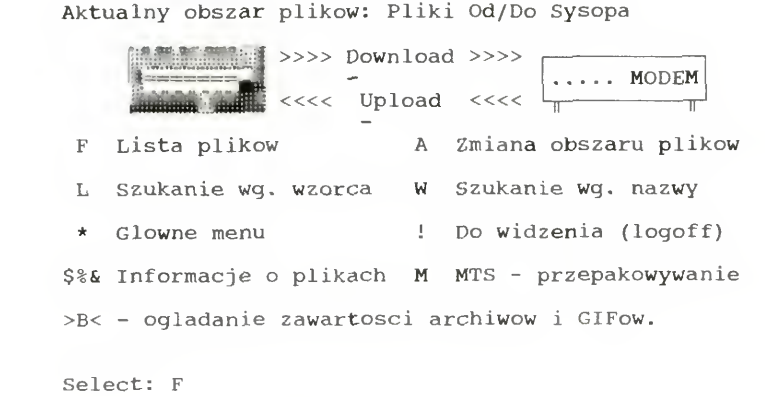 Aktualny obszar plikow: Pliki Od/Do Sysopa
>>>> Download >>>>
..... MODEM
<<<< Upload <<<<
F Lista plikow A Zmiana obszaru plikow
L Szukanie wg. wzorca W Szukanie wg. nazwy
* Glowne menu ! Do widzenia (logoff)
$%& Informacje o plikach M MTS - przepakowywanie
>B< - ogladanie zawartosci archiwow i GIFow.
Select: F